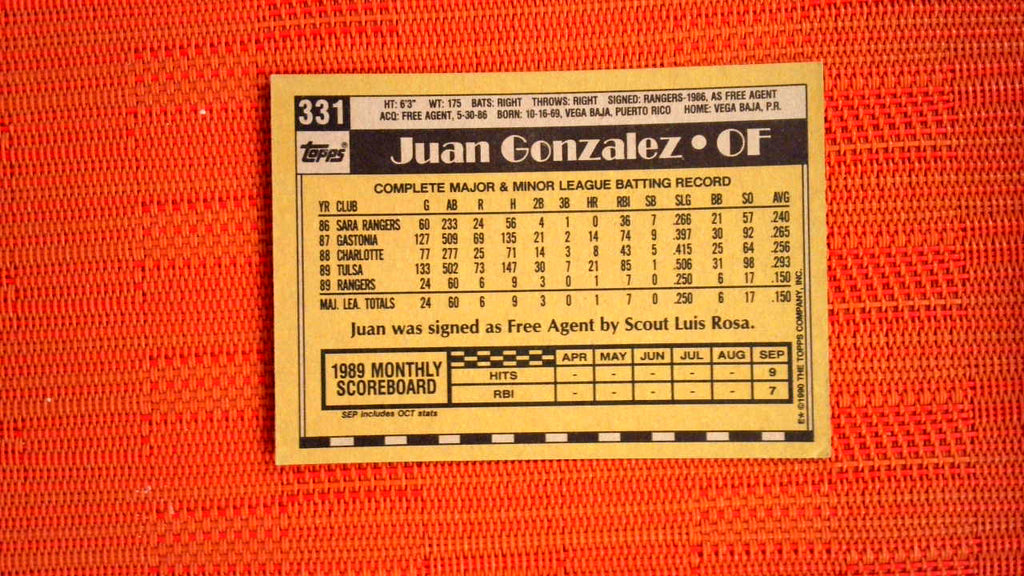 331
HT: 6'3" WT: 175 BATS: RIGHT THROWS: RIGHT SIGNED: RANGERS-1986, AS FREE AGENT
ACQ: FREE AGENT, 5-30-86 BORN: 10-16-69, VEGA BAJA, PUERTO RICO HOME: VEGA BAJA, P.R.
Topps®
Juan Gonzalez • OF
COMPLETE MAJOR & MINOR LEAGUE BATTING RECORD
YR CLUB G AB R H 2B 3B HR RBI SB SLG BB SO AVG
86 SARA RANGERS 60 233 24 56 4 1 0 36 7 .266 21 57 .240
87 GASTONIA 127 509 69 135 21 2 14 74 9 .397 30 92 .265
88 CHARLOTTE 77 277 25 71 14 3 8 43 5 .415 25 64 .256
89 TULSA 133 502 73 147 30 7 21 85 1 .506 31 98 .293
89 RANGERS 24 60 6 9 3 0 1 7 0 .250 6 17 .150
MAJ. LEA. TOTALS 24 60 6 9 3 0 1 7 0 .250 6 17 .150
Juan was signed as Free Agent by Scout Luis Rosa.
1989 MONTHLY
SCOREBOARD
APR MAY JUN JUL AUG SEP
HITS - - - - - 9
RBI - - - - - 7
SEP includes OCT stats
E* ©1990 THE TOPPS COMPANY, INC.